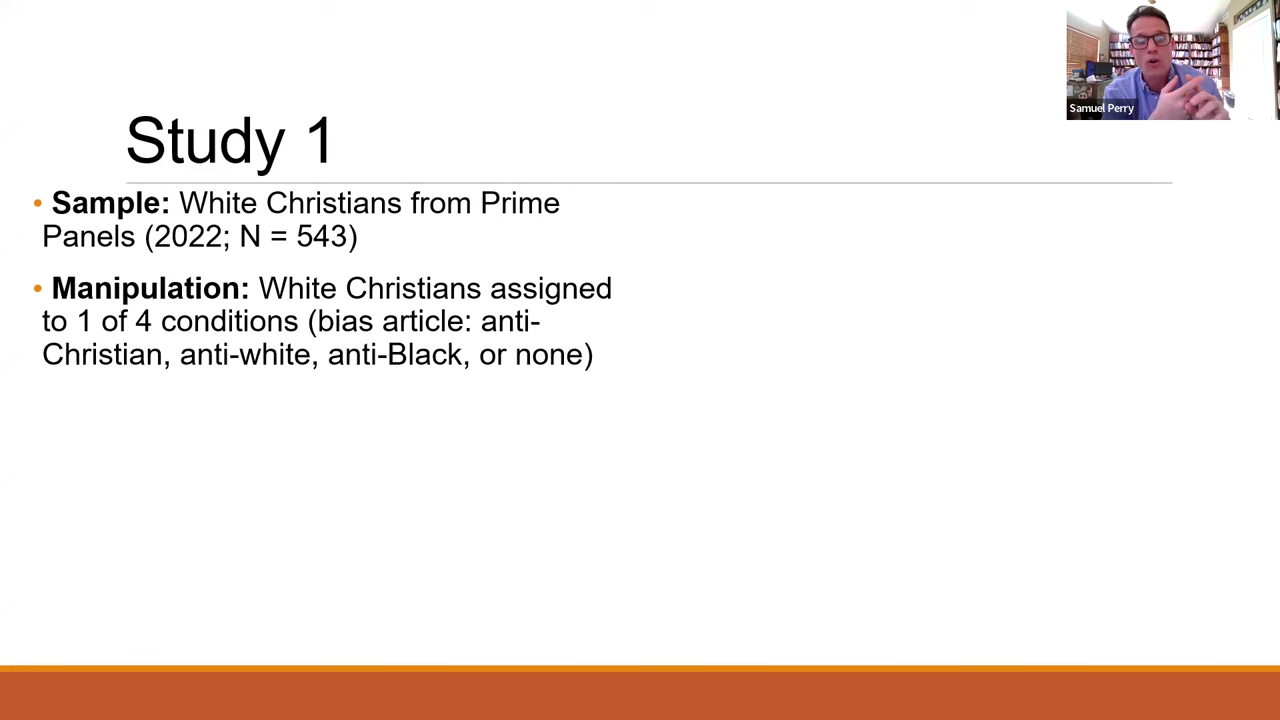 Samuel Perry
Study 1
• Sample: White Christians from Prime
Panels (2022; N = 543)
• Manipulation: White Christians assigned
to 1 of 4 conditions (bias article: anti-
Christian, anti-white, anti-Black, or none)